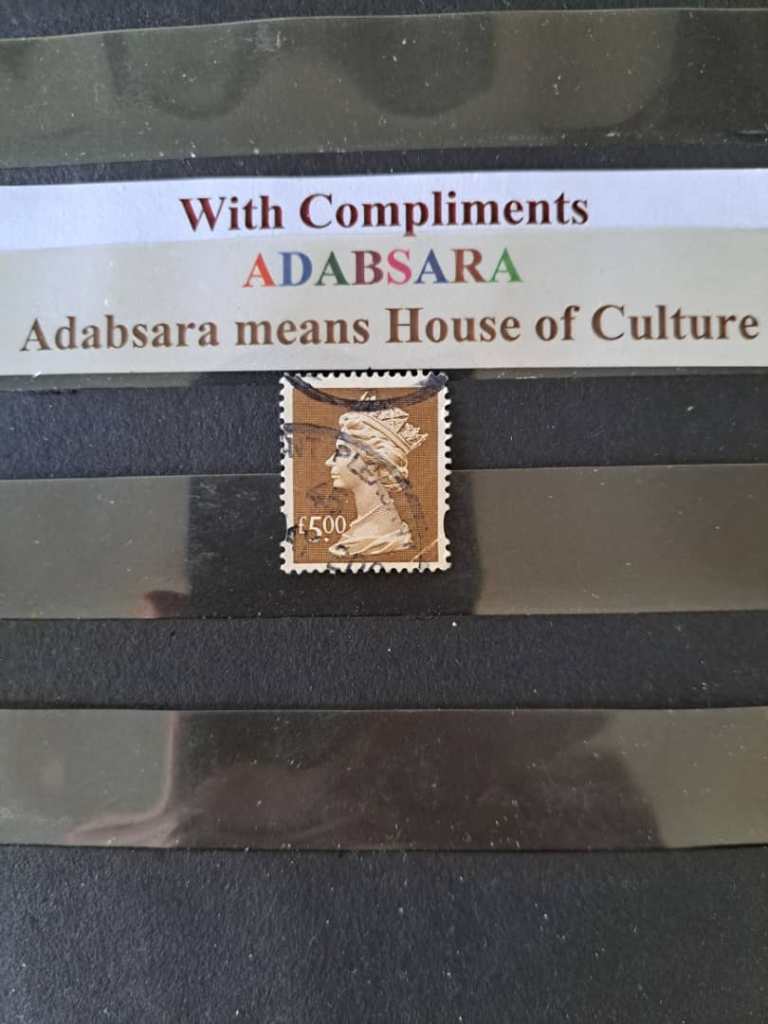 With Compliments
ADABSARA
Adabsara means House of Culture
£5.00